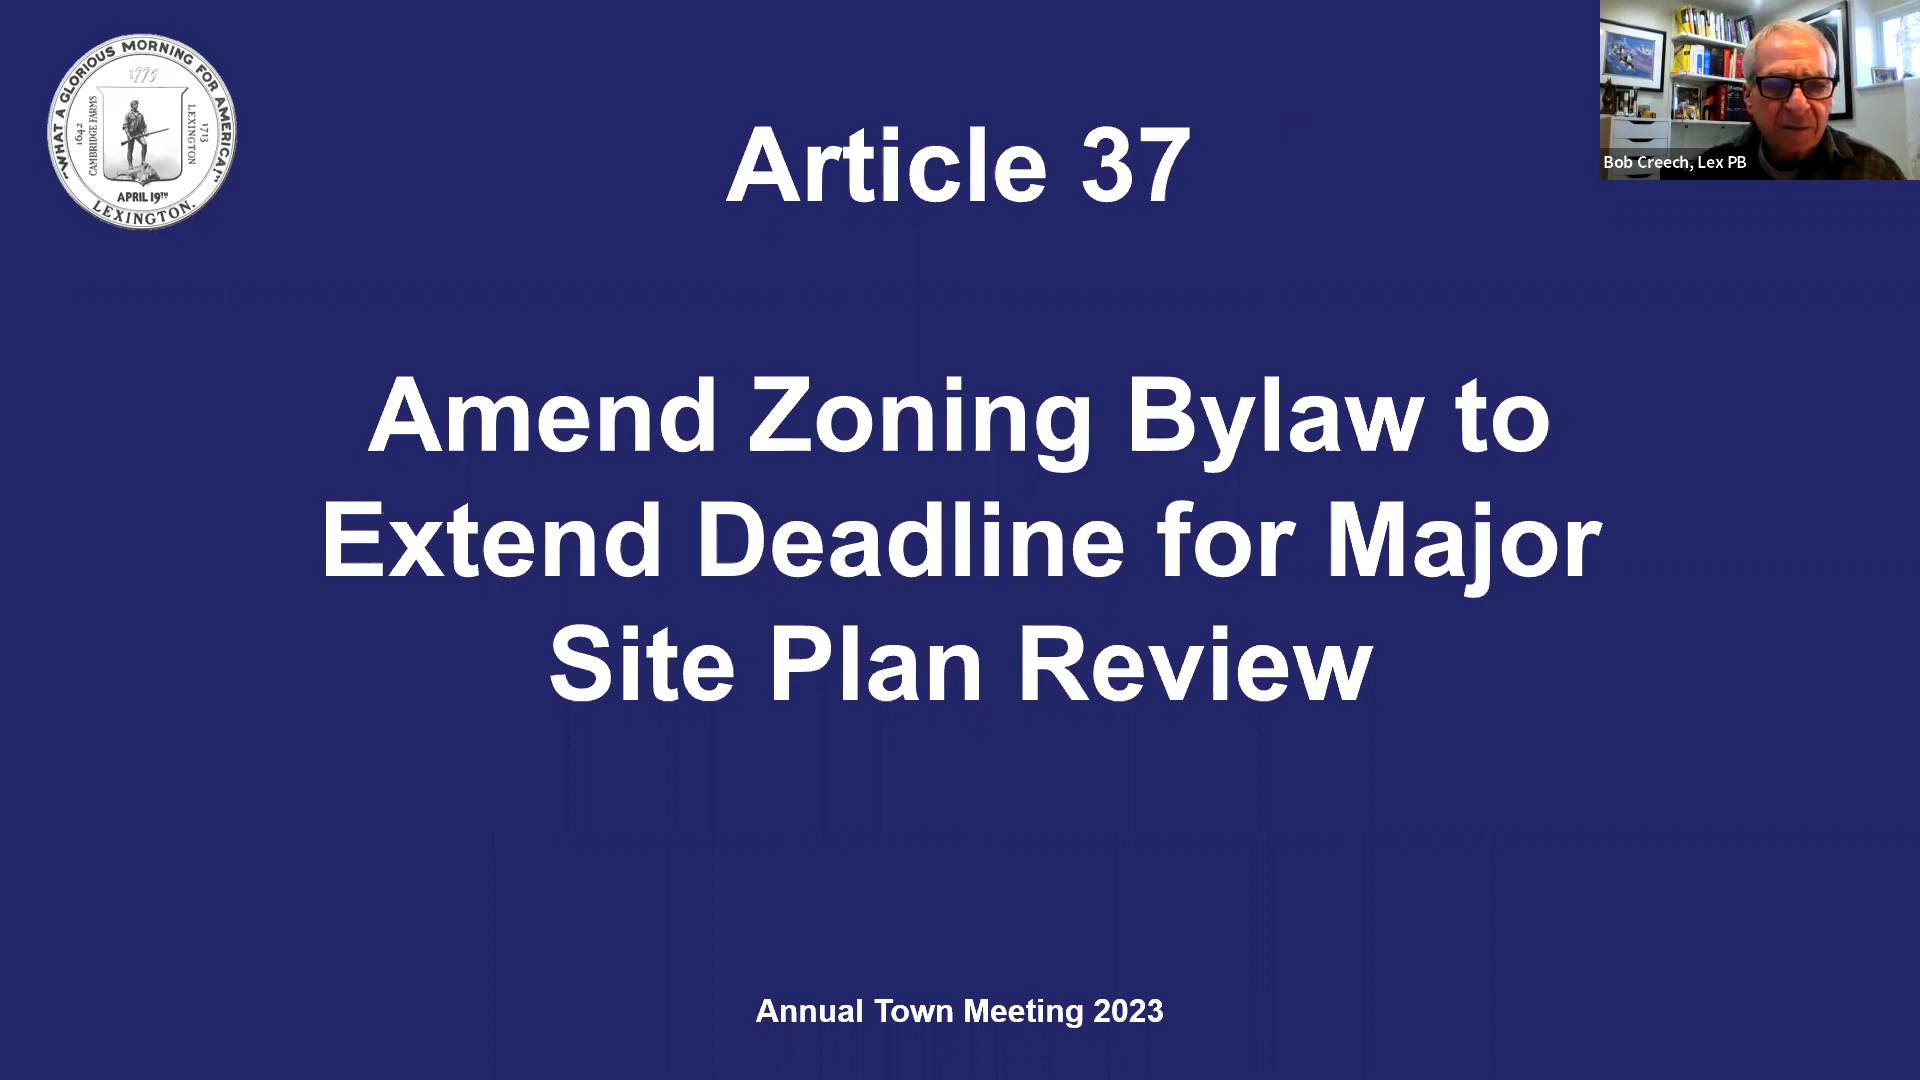 "WHAT A GLORIOUS MORNING FOR AMERICA!"
1775
1642
CAMBRIDGE FARMS
LEXINGTON
1713
APRIL 19TH
LEXINGTON.
Bob Creech, Lex PB
Article 37
Amend Zoning Bylaw to
Extend Deadline for Major
Site Plan Review
Annual Town Meeting 2023